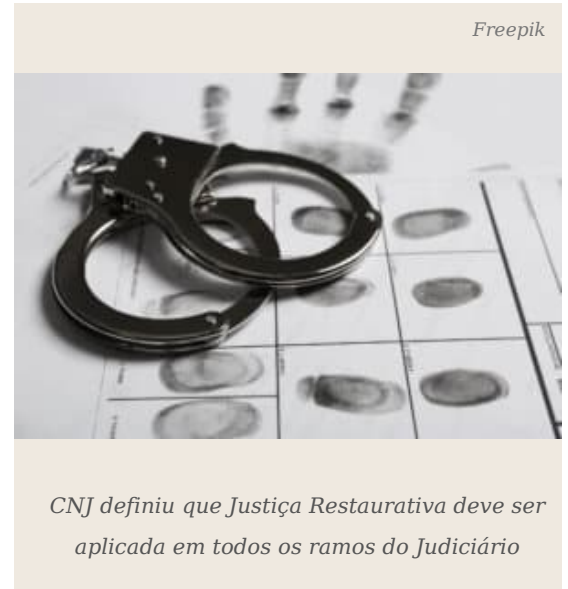 Freepik
CNJ definiu que Justiça Restaurativa deve ser
aplicada em todos os ramos do Judiciário